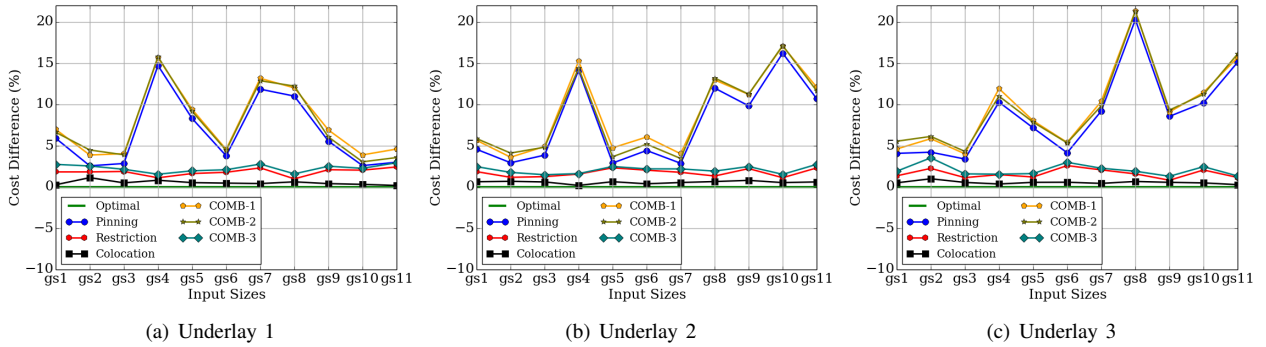 20
15
10
5
0
−5
−10
Cost Difference (%)
Optimal
Pinning
Restriction
Colocation
COMB-1
COMB-2
COMB-3
gs1 gs2 gs3 gs4 gs5 gs6 gs7 gs8 gs9 gs10 gs11
Input Sizes
(a) Underlay 1
20
15
10
5
0
−5
−10
Cost Difference (%)
Optimal
Pinning
Restriction
Colocation
COMB-1
COMB-2
COMB-3
gs1 gs2 gs3 gs4 gs5 gs6 gs7 gs8 gs9 gs10 gs11
Input Sizes
(b) Underlay 2
20
15
10
5
0
−5
−10
Cost Difference (%)
Optimal
Pinning
Restriction
Colocation
COMB-1
COMB-2
COMB-3
gs1 gs2 gs3 gs4 gs5 gs6 gs7 gs8 gs9 gs10 gs11
Input Sizes
(c) Underlay 3